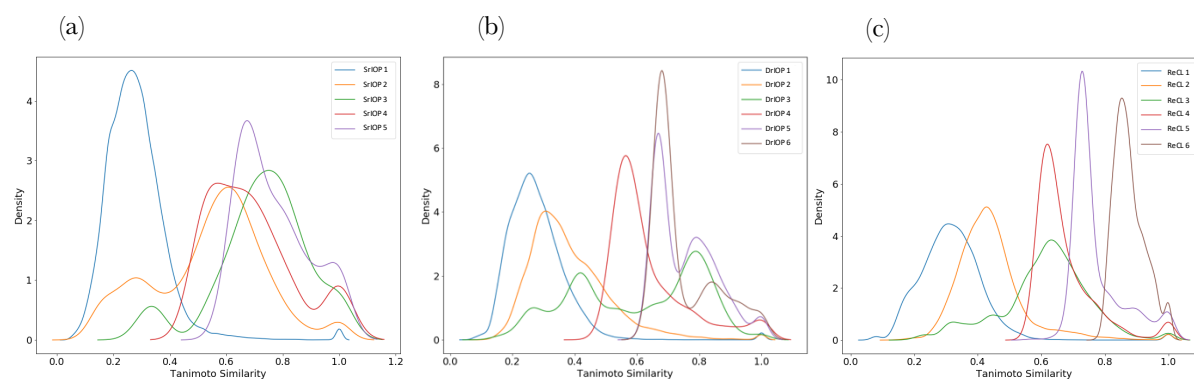 (a)
SrIOP 1
SrIOP 2
SrIOP 3
SrIOP 4
SrIOP 5
Density
4
3
2
1
0
0.0 0.2 0.4 0.6 0.8 1.0 1.2
Tanimoto Similarity
(b)
DrIOP 1
DrIOP 2
DrIOP 3
DrIOP 4
DrIOP 5
DrIOP 6
Density
8
6
4
2
0
0.0 0.2 0.4 0.6 0.8 1.0
Tanimoto Similarity
(c)
ReCL 1
ReCL 2
ReCL 3
ReCL 4
ReCL 5
ReCL 6
Density
10
8
6
4
2
0
0.0 0.2 0.4 0.6 0.8 1.0
Tanimoto Similarity